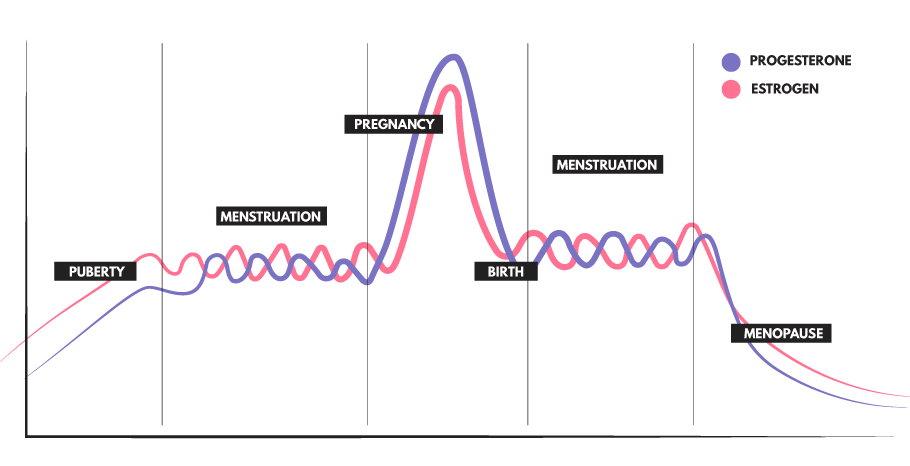 PROGESTERONE
ESTROGEN
PREGNANCY
MENSTRUATION
MENSTRUATION
PUBERTY
BIRTH
MENOPAUSE